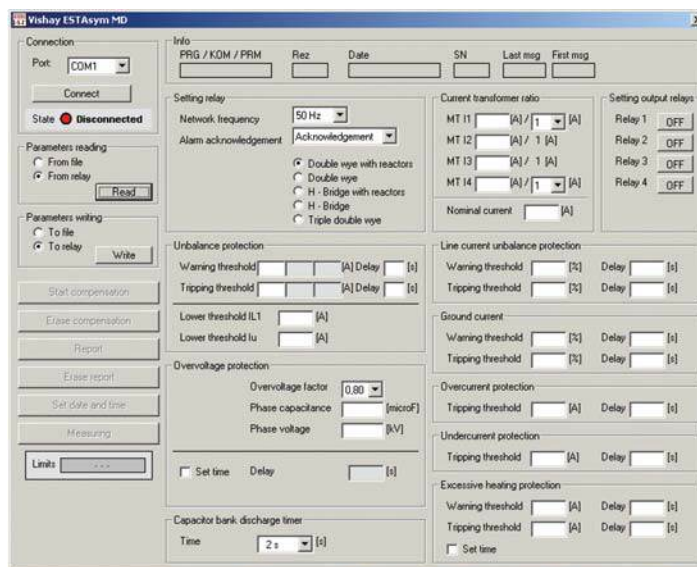 Vishay ESTAsym MD
Connection
Port: COM1
Connect
State Disconnected
Parameters reading
From file
From relay
Read
Parameters writing
To file
To relay
Write
Start compensation
Erase compensation
Report
Erase report
Set date and time
Measuring
Limits ---
Info
PRG / KOM / PRM Rez Date SN Last msg First msg
Setting relay
Network frequency 50 Hz
Alarm acknowledgement Acknowledgement
Double wye with reactors
Double wye
H - Bridge with reactors
H - Bridge
Triple double wye
Current transformer ratio
MT I1 [A] / 1 [A]
MT I2 [A] / 1 [A]
MT I3 [A] / 1 [A]
MT I4 [A] / 1 [A]
Nominal current [A]
Setting output relays
Relay 1 OFF
Relay 2 OFF
Relay 3 OFF
Relay 4 OFF
Unbalance protection
Warning threshold [A] Delay [s]
Tripping threshold [A] Delay [s]
Lower threshold IL1 [A]
Lower threshold Iu [A]
Overvoltage protection
Overvoltage factor 0,80
Phase capacitance [microF]
Phase voltage [kV]
Set time Delay [s]
Capacitor bank discharge timer
Time 2 s [s]
Line current unbalance protection
Warning threshold [%] Delay [s]
Tripping threshold [%] Delay [s]
Ground current
Warning threshold [%] Delay [s]
Tripping threshold [%] Delay [s]
Overcurrent protection
Tripping threshold [A] Delay [s]
Undercurrent protection
Tripping threshold [A] Delay [s]
Excessive heating protection
Warning threshold [A] Delay [s]
Tripping threshold [A] Delay [s]
Set time